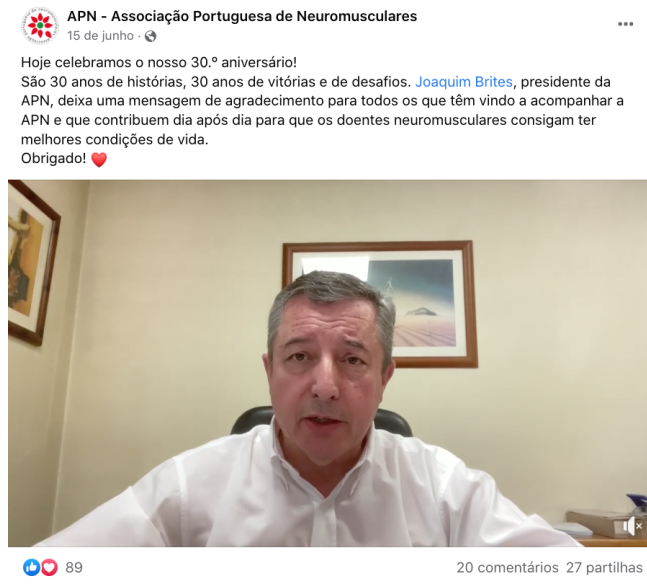 APN - Associação Portuguesa de Neuromusculares
15 de junho ·
Hoje celebramos o nosso 30.º aniversário!
São 30 anos de histórias, 30 anos de vitórias e de desafios. Joaquim Brites, presidente da
APN, deixa uma mensagem de agradecimento para todos os que têm vindo a acompanhar a
APN e que contribuem dia após dia para que os doentes neuromusculares consigam ter
melhores condições de vida.
Obrigado! ❤️
89
20 comentários 27 partilhas